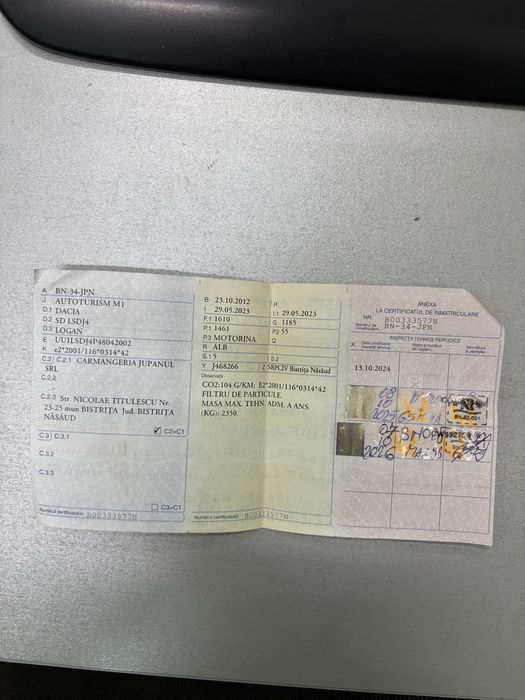 A BN-34-JPN
J AUTOTURISM M1
D.1 DACIA
D.2 SD LSDJ4
D.3 LOGAN
E UU1LSDJ4P48042002
K e2*2001/116*0314*42
C.2 C.2.1 CARMANGERIA JUPANUL
SRL
C.2.2
C.2.3 Str. NICOLAE TITULESCU Nr.
23-25 mun BISTRIȚA Jud. BISTRIȚA
NĂSĂUD
C2=C1
C.3 C.3.1
C.3.2
C.3.3
C3=C1
Numărul certificatului B00333577N
B 23.10.2012 H
I 29.05.2023 I.1 29.05.2023
F.1 1610 G 1185
P.1 1461 P.2 55
P.3 MOTORINA Q
R ALB
S.1 5 S.2
Y J468266 Z SRPCIV Bistrița Năsăud
Observații
CO2:104 G/KM; E2*2001/116*0314*42
FILTRU DE PARTICULE.
MASA MAX. TEHN. ADM. A ANS.
(KG): 2350.
Numărul certificatului B00333577N
ANEXA
LA CERTIFICATUL DE ÎNMATRICULARE
NR. B00333577N
Număr de înmatriculare BN-34-JPN
INSPECȚII TEHNICE PERIODICE
X
13.10.2024
2025
2026